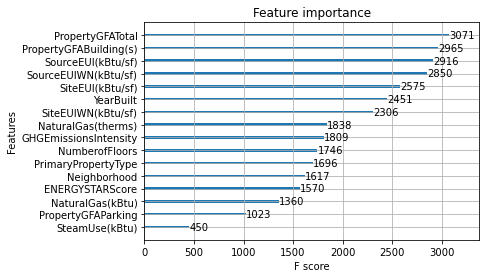 Feature importance
Features
PropertyGFATotal 3071
PropertyGFABuilding(s) 2965
SourceEUI(kBtu/sf) 2916
SourceEUIWN(kBtu/sf) 2850
SiteEUI(kBtu/sf) 2575
YearBuilt 2451
SiteEUIWN(kBtu/sf) 2306
NaturalGas(therms) 1838
GHGEmissionsIntensity 1809
NumberofFloors 1746
PrimaryPropertyType 1696
Neighborhood 1617
ENERGYSTARScore 1570
NaturalGas(kBtu) 1360
PropertyGFAParking 1023
SteamUse(kBtu) 450
0 500 1000 1500 2000 2500 3000
F score